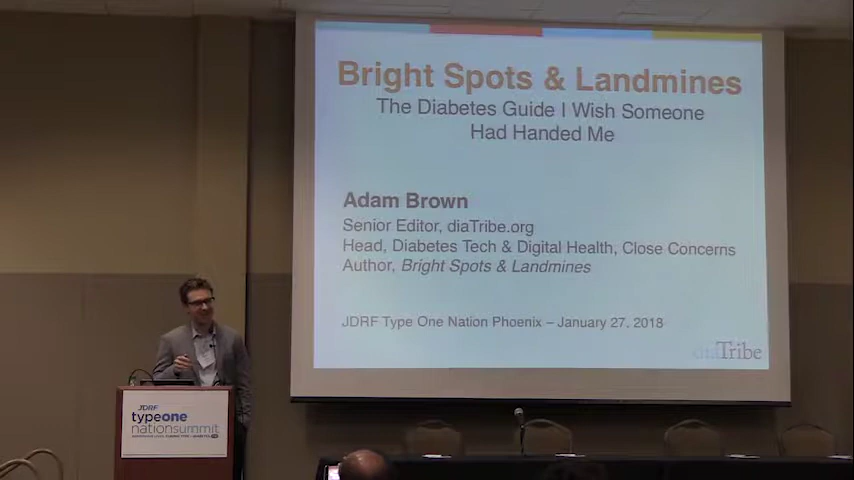 Bright Spots & Landmines
The Diabetes Guide I Wish Someone
Had Handed Me
Adam Brown
Senior Editor, diaTribe.org
Head, Diabetes Tech & Digital Health, Close Concerns
Author, Bright Spots & Landmines
JDRF Type One Nation Phoenix – January 27, 2018
diaTribe
JDRF
typeone
nationsummit